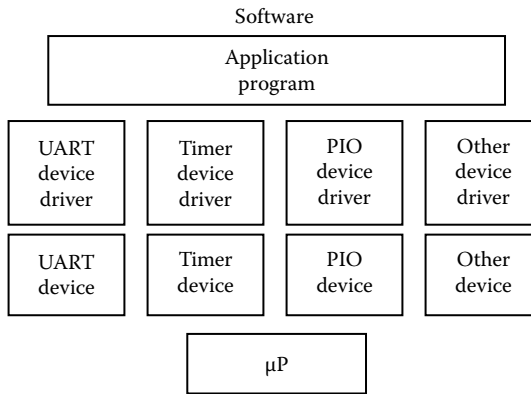 Software
Application
program
UART
device
driver
Timer
device
driver
PIO
device
driver
Other
device
driver
UART
device
Timer
device
PIO
device
Other
device
µP